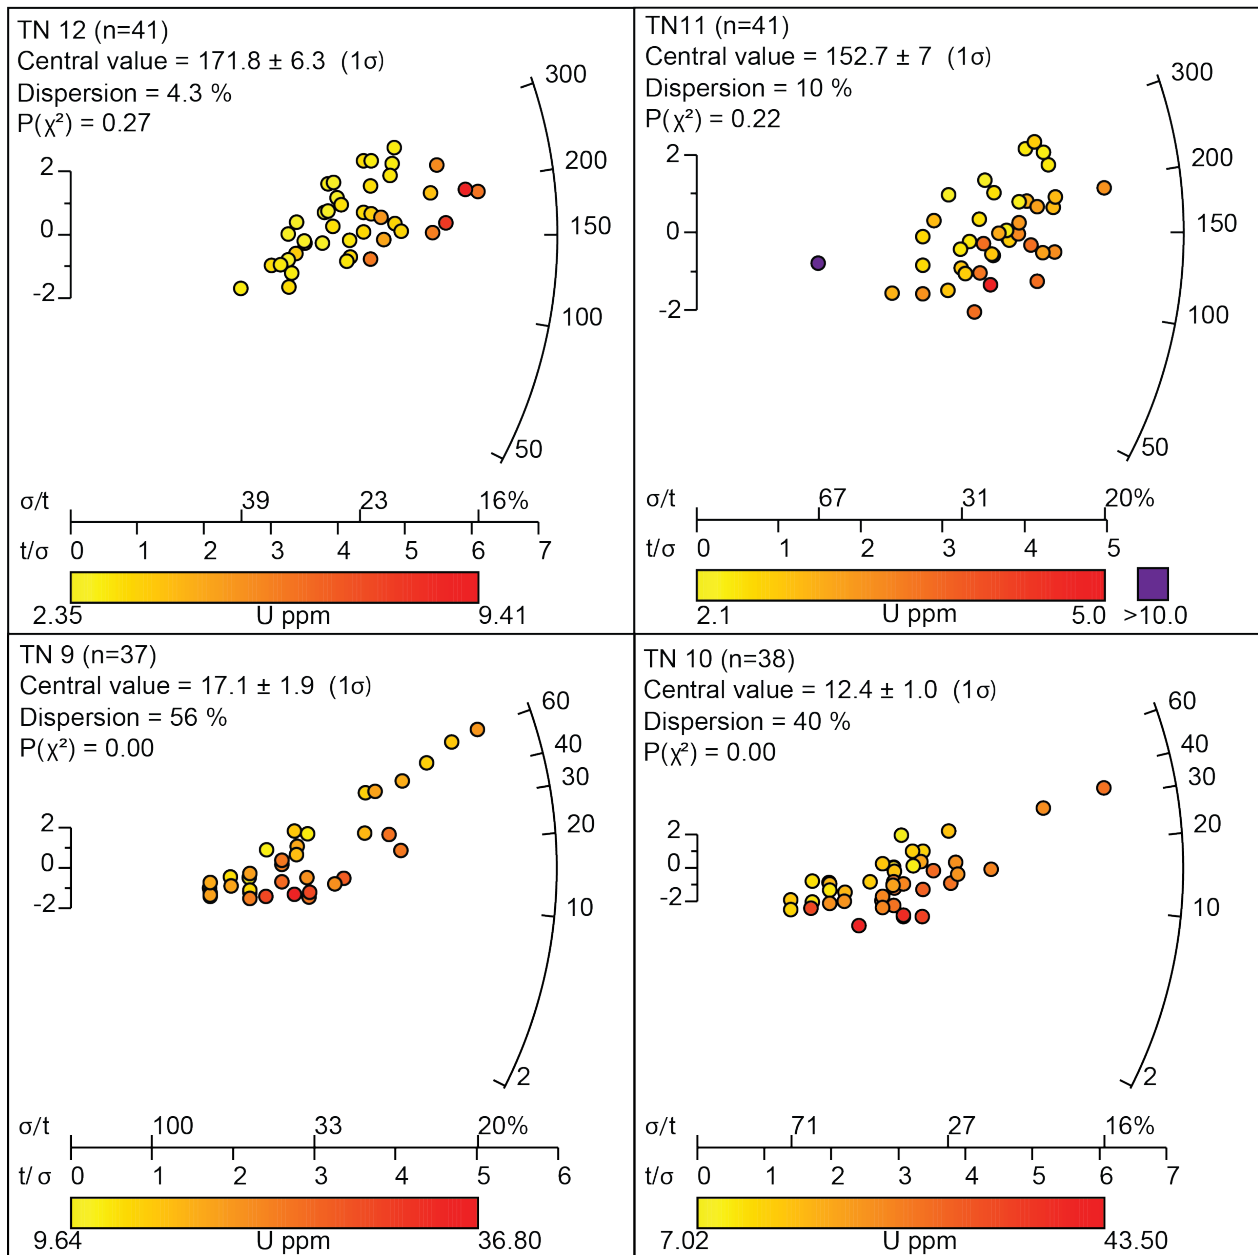 TN 12 (n=41)
Central value = 171.8 ± 6.3 (1σ)
Dispersion = 4.3 %
P(χ²) = 0.27
300
200
150
100
50
2
0
-2
σ/t 39 23 16%
t/σ 0 1 2 3 4 5 6 7
2.35 U ppm 9.41
TN11 (n=41)
Central value = 152.7 ± 7 (1σ)
Dispersion = 10 %
P(χ²) = 0.22
300
200
150
100
50
2
0
-2
σ/t 67 31 20%
t/σ 0 1 2 3 4 5
2.1 U ppm 5.0 >10.0
TN 9 (n=37)
Central value = 17.1 ± 1.9 (1σ)
Dispersion = 56 %
P(χ²) = 0.00
60
40
30
20
10
2
2
0
-2
σ/t 100 33 20%
t/σ 0 1 2 3 4 5 6
9.64 U ppm 36.80
TN 10 (n=38)
Central value = 12.4 ± 1.0 (1σ)
Dispersion = 40 %
P(χ²) = 0.00
60
40
30
20
10
2
2
0
-2
σ/t 71 27 16%
t/σ 0 1 2 3 4 5 6 7
7.02 U ppm 43.50